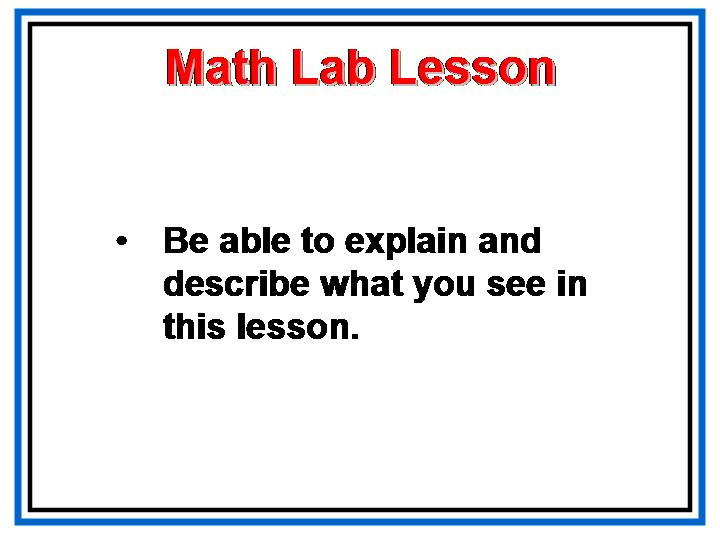 Math Lab Lesson
• Be able to explain and
describe what you see in
this lesson.